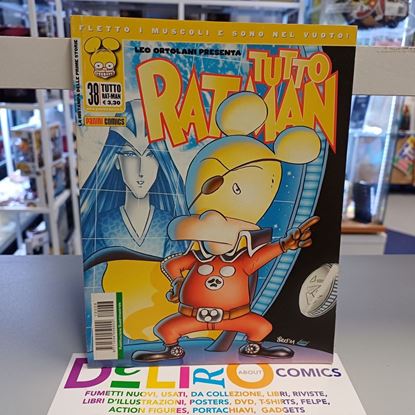 FLETTO I MUSCOLI E SONO NEL VUOTO!
LEO ORTOLANI PRESENTA
TUTTO
RAT-MAN
38
TUTTO
RAT-MAN
€ 3,30
PANINI COMICS
DELIRO
ABOUT
COMICS
FUMETTI NUOVI, USATI, DA COLLEZIONE, LIBRI, RIVISTE,
LIBRI D'ILLUSTRAZIONI, POSTERS, DVD, T-SHIRTS, FELPE,
ACTION FIGURES, PORTACHIAVI, GADGETS